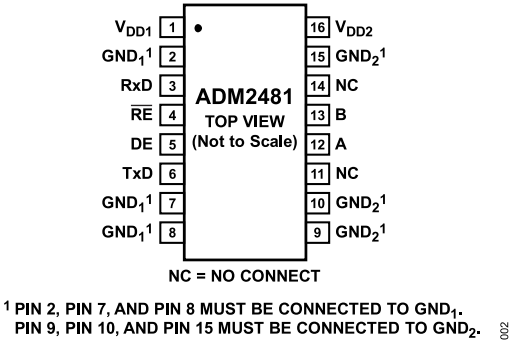 VDD1 1 16 VDD2
GND1¹ 2 15 GND2¹
RxD 3 14 NC
R̅E̅ 4 13 B
DE 5 12 A
TxD 6 11 NC
GND1¹ 7 10 GND2¹
GND1¹ 8 9 GND2¹
ADM2481
TOP VIEW
(Not to Scale)
NC = NO CONNECT
¹ PIN 2, PIN 7, AND PIN 8 MUST BE CONNECTED TO GND1.
PIN 9, PIN 10, AND PIN 15 MUST BE CONNECTED TO GND2.
002